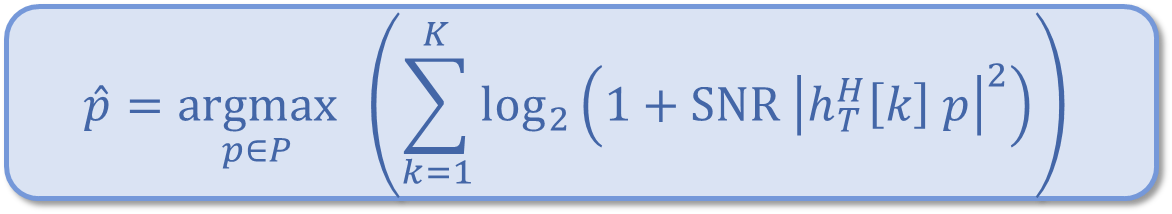 p̂ = argmax_{p∈P} ( ∑_{k=1}^{K} log₂ ( 1 + SNR |h_T^H[k] p|² ) )